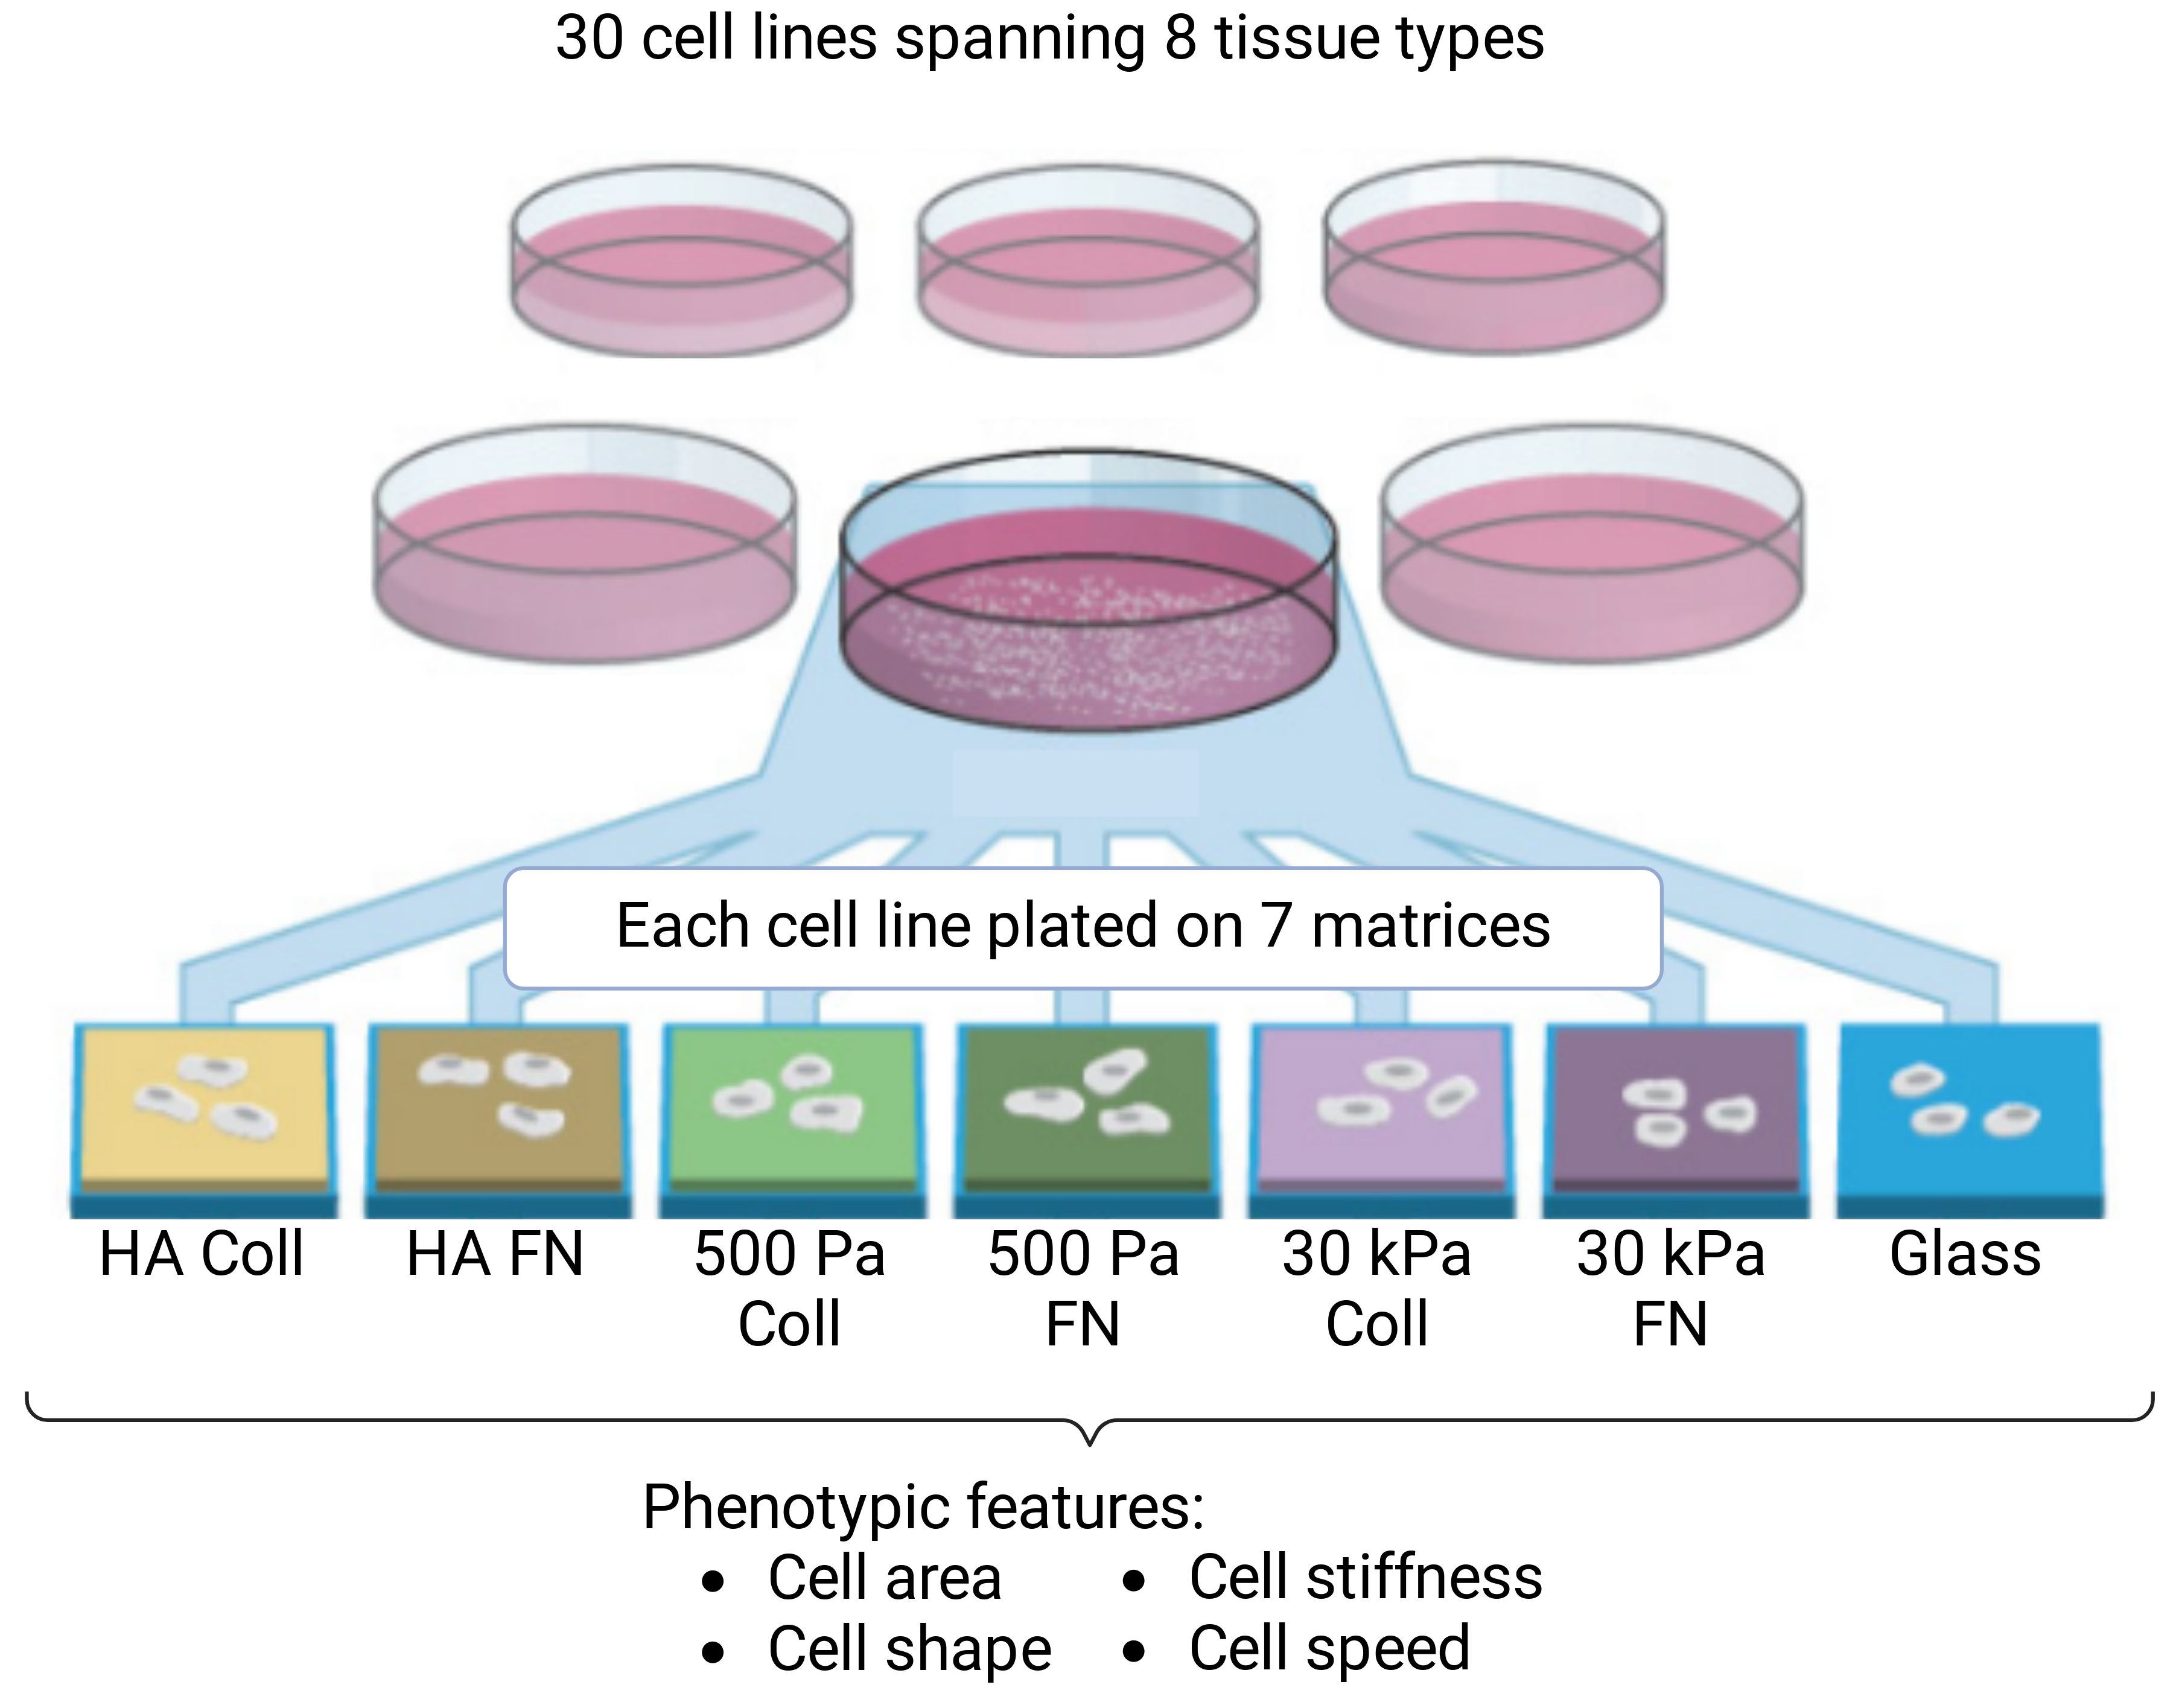 30 cell lines spanning 8 tissue types
Each cell line plated on 7 matrices
HA Coll
HA FN
500 Pa
Coll
500 Pa
FN
30 kPa
Coll
30 kPa
FN
Glass
Phenotypic features:
• Cell area
• Cell shape
• Cell stiffness
• Cell speed